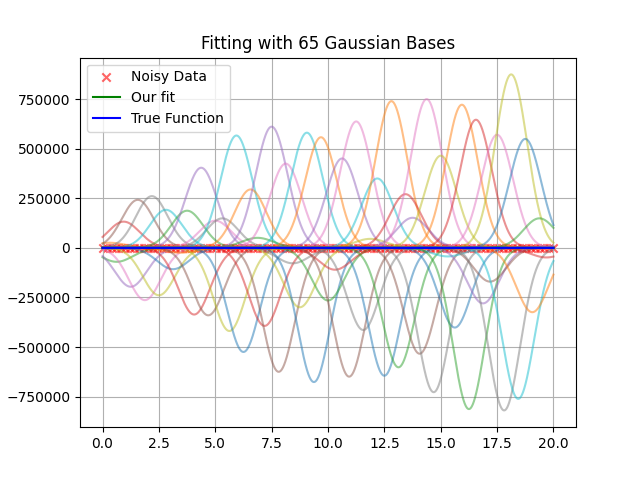 Fitting with 65 Gaussian Bases
Noisy Data
Our fit
True Function
750000
500000
250000
0
−250000
−500000
−750000
0.0 2.5 5.0 7.5 10.0 12.5 15.0 17.5 20.0